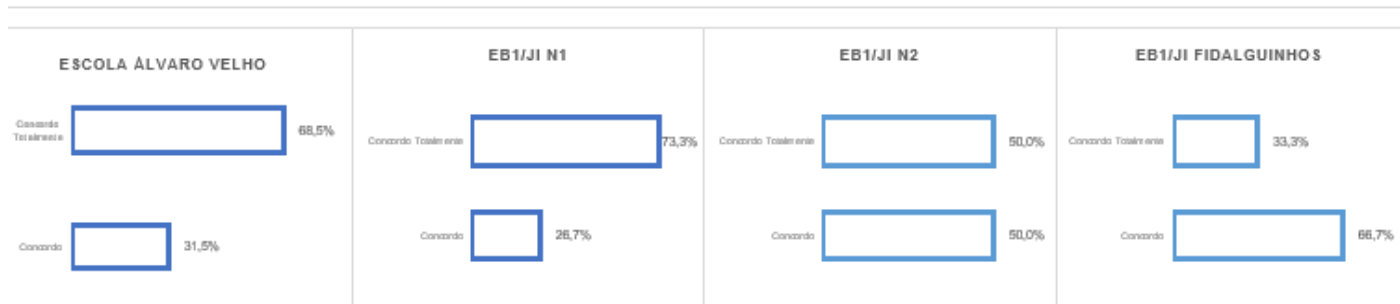 ESCOLA ÁLVARO VELHO
Concordo
Totalmente
68,5%
Concordo
31,5%
EB1/JI N1
Concordo Totalmente
73,3%
Concordo
26,7%
EB1/JI N2
Concordo Totalmente
50,0%
Concordo
50,0%
EB1/JI FIDALGUINHOS
Concordo Totalmente
33,3%
Concordo
66,7%